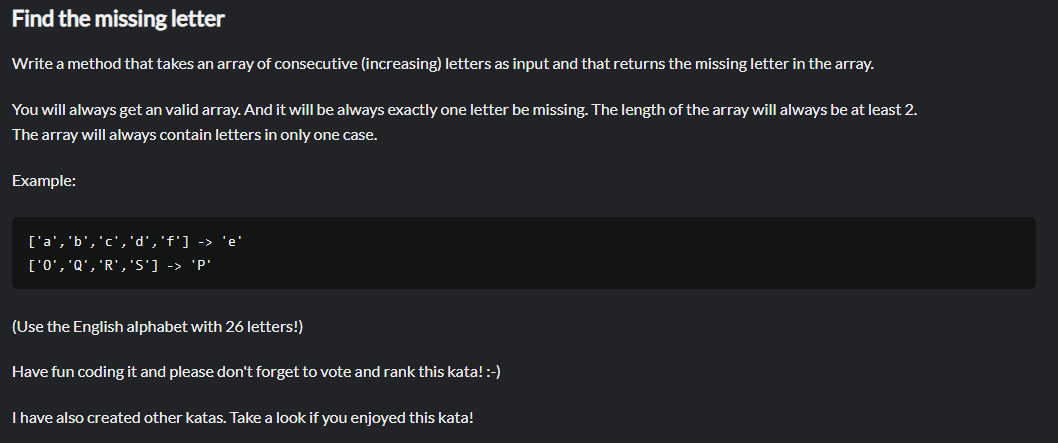 Find the missing letter
Write a method that takes an array of consecutive (increasing) letters as input and that returns the missing letter in the array.
You will always get an valid array. And it will be always exactly one letter be missing. The length of the array will always be at least 2.
The array will always contain letters in only one case.
Example:
['a','b','c','d','f'] -> 'e'
['O','Q','R','S'] -> 'P'
(Use the English alphabet with 26 letters!)
Have fun coding it and please don't forget to vote and rank this kata! :-)
I have also created other katas. Take a look if you enjoyed this kata!